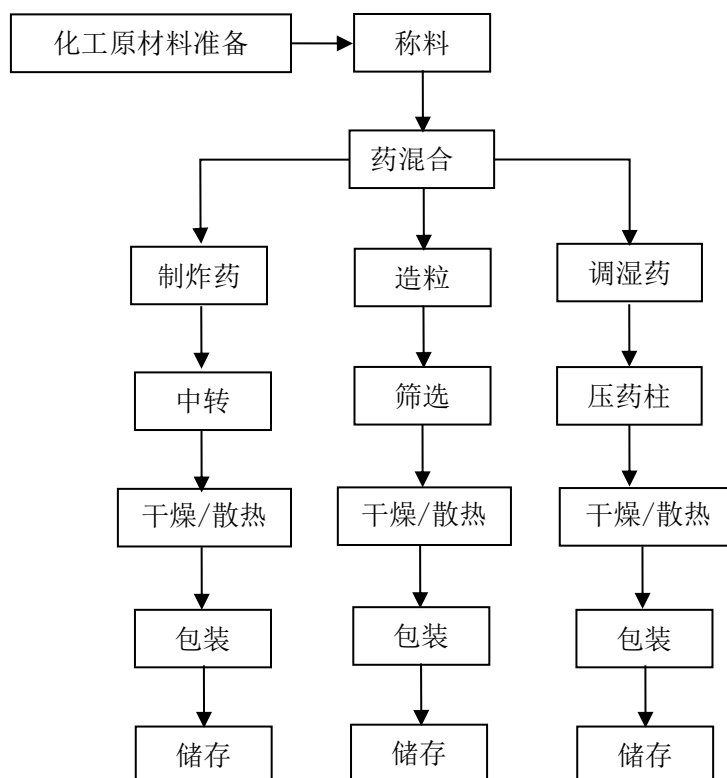 化工原材料准备
称料
药混合
制炸药
造粒
调湿药
中转
筛选
压药柱
干燥/散热
干燥/散热
干燥/散热
包装
包装
包装
储存
储存
储存